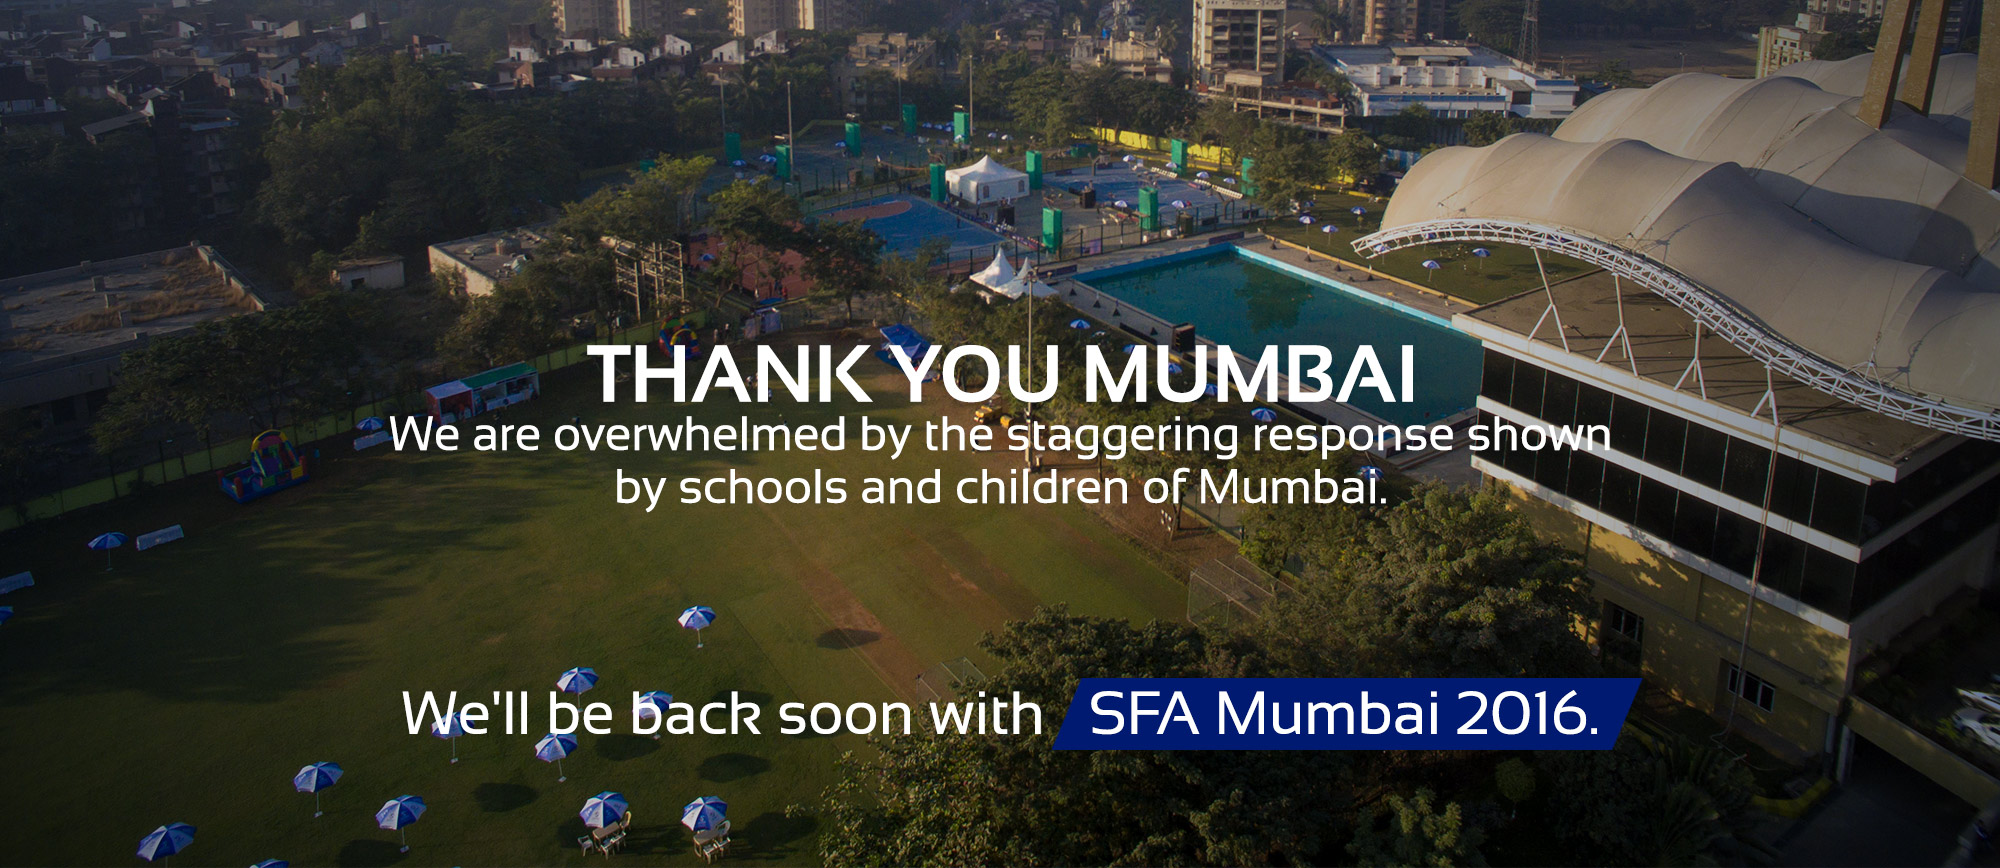 THANK YOU MUMBAI
We are overwhelmed by the staggering response shown
by schools and children of Mumbai.
We'll be back soon with SFA Mumbai 2016.